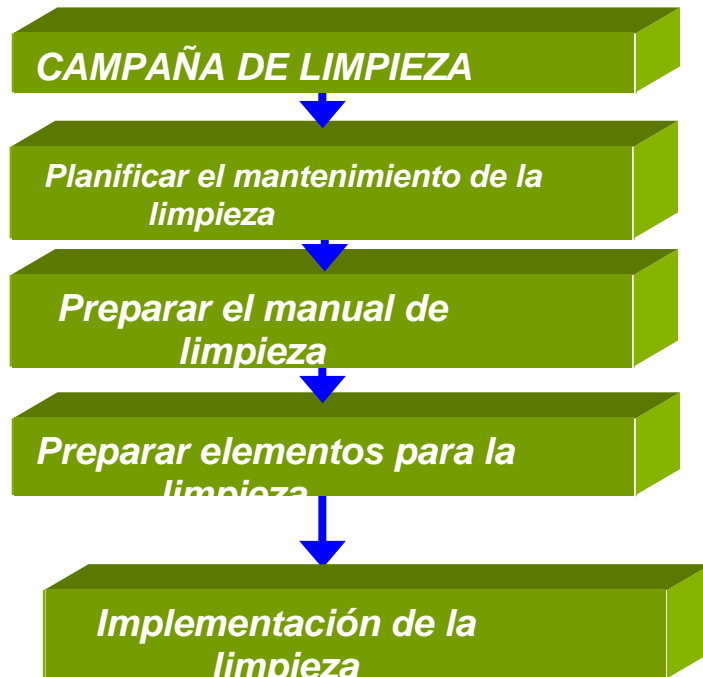 CAMPAÑA DE LIMPIEZA
Planificar el mantenimiento de la
limpieza
Preparar el manual de
limpieza
Preparar elementos para la
limpieza
Implementación de la
limpieza